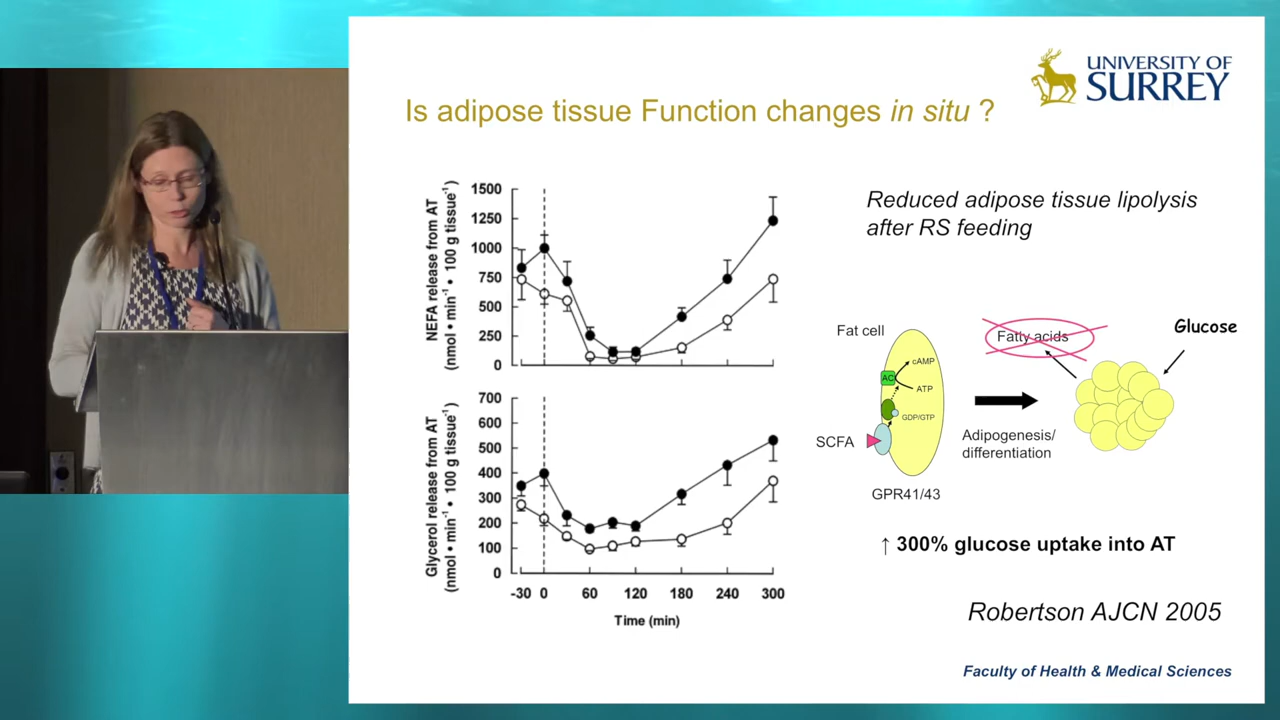 UNIVERSITY OF
SURREY
Is adipose tissue Function changes in situ ?
NEFA release from AT
(nmol • min⁻¹ • 100 g tissue⁻¹)
1500
1250
1000
750
500
250
0
Reduced adipose tissue lipolysis
after RS feeding
Fat cell
cAMP
AC
ATP
GDP/GTP
SCFA
GPR41/43
Adipogenesis/
differentiation
Fatty acids
Glucose
Glycerol release from AT
(nmol • min⁻¹ • 100 g tissue⁻¹)
700
600
500
400
300
200
100
0
-30 0 60 120 180 240 300
Time (min)
↑ 300% glucose uptake into AT
Robertson AJCN 2005
Faculty of Health & Medical Sciences